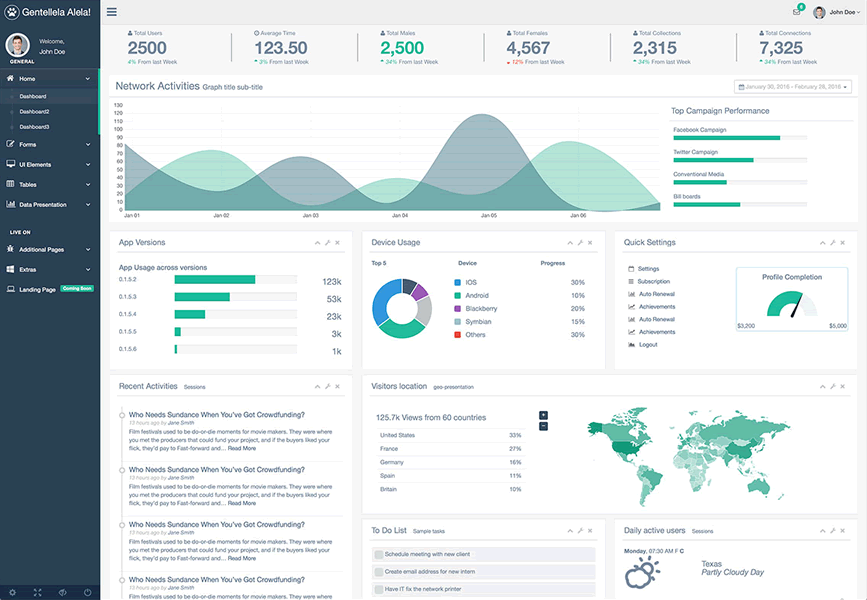 Gentellela Alela!
Welcome,
John Doe
GENERAL
Home
Dashboard
Dashboard2
Dashboard3
Forms
UI Elements
Tables
Data Presentation
LIVE ON
Additional Pages
Extras
Landing Page Coming Soon
6
John Doe
Total Users
2500
4% From last Week
Average Time
123.50
3% From last Week
Total Males
2,500
34% From last Week
Total Females
4,567
12% From last Week
Total Collections
2,315
34% From last Week
Total Connections
7,325
34% From last Week
Network Activities Graph title sub-title
January 30, 2016 - February 28, 2016
130
120
110
100
90
80
70
60
50
40
30
20
10
0
Jan 01 Jan 02 Jan 03 Jan 04 Jan 05 Jan 06
Top Campaign Performance
Facebook Campaign
Twitter Campaign
Conventional Media
Bill boards
App Versions
App Usage across versions
0.1.5.2 123k
0.1.5.3 53k
0.1.5.4 23k
0.1.5.5 3k
0.1.5.6 1k
Device Usage
Top 5 Device Progress
IOS 30%
Android 10%
Blackberry 20%
Symbian 15%
Others 30%
Quick Settings
Settings
Subscription
Auto Renewal
Achievements
Auto Renewal
Achievements
Logout
Profile Completion
$3,200 $5,000
Recent Activities Sessions
Who Needs Sundance When You've Got Crowdfunding?
13 hours ago by Jane Smith
Film festivals used to be do-or-die moments for movie makers. They were where
you met the producers that could fund your project, and if the buyers liked your
flick, they'd pay to Fast-forward and… Read More
Who Needs Sundance When You've Got Crowdfunding?
13 hours ago by Jane Smith
Film festivals used to be do-or-die moments for movie makers. They were where
you met the producers that could fund your project, and if the buyers liked your
flick, they'd pay to Fast-forward and… Read More
Who Needs Sundance When You've Got Crowdfunding?
13 hours ago by Jane Smith
Film festivals used to be do-or-die moments for movie makers. They were where
you met the producers that could fund your project, and if the buyers liked your
flick, they'd pay to Fast-forward and… Read More
Who Needs Sundance When You've Got Crowdfunding?
13 hours ago by Jane Smith
Film festivals used to be do-or-die moments for movie makers. They were where
Visitors location geo-presentation
125.7k Views from 60 countries
United States 33%
France 27%
Germany 16%
Spain 11%
Britain 10%
+
−
To Do List Sample tasks
Schedule meeting with new client
Create email address for new intern
Have IT fix the network printer
Daily active users Sessions
Monday, 07:30 AM F C
Texas
Partly Cloudy Day